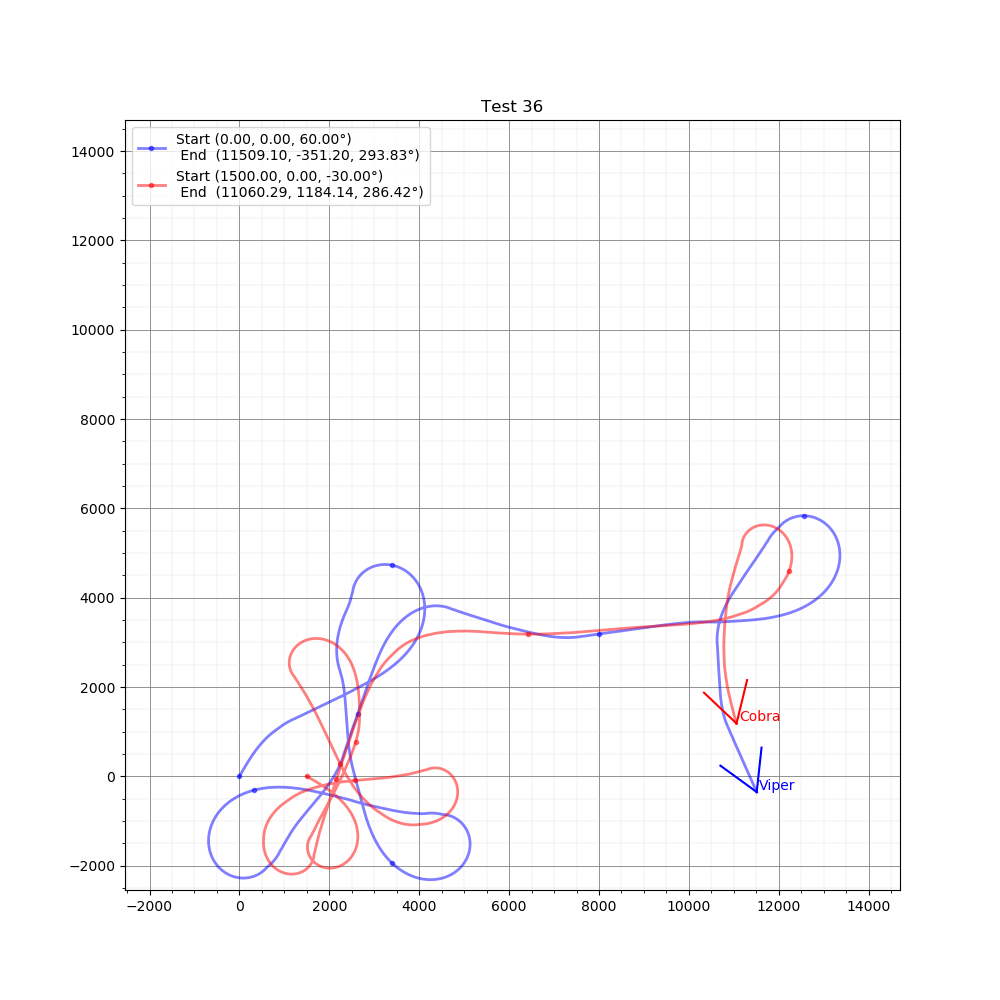 Test 36
Start (0.00, 0.00, 60.00°)
End  (11509.10, -351.20, 293.83°)
Start (1500.00, 0.00, -30.00°)
End  (11060.29, 1184.14, 286.42°)
14000
12000
10000
8000
6000
4000
2000
0
−2000
Cobra
Viper
−2000 0 2000 4000 6000 8000 10000 12000 14000